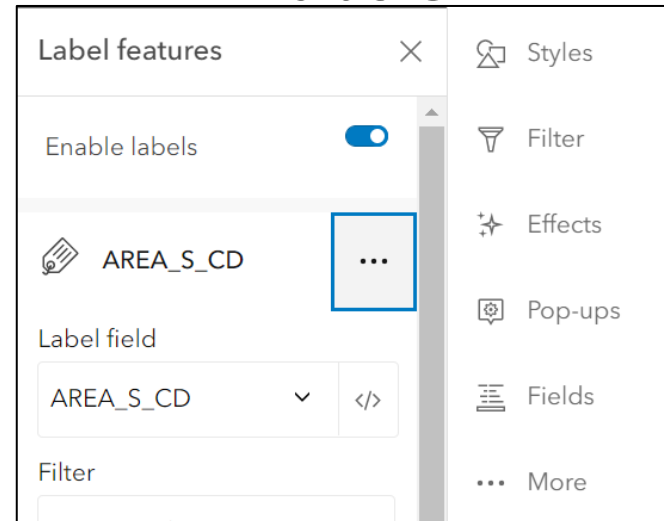 Label features
Enable labels
AREA_S_CD
Label field
AREA_S_CD
</>
Filter
Styles
Filter
Effects
Pop-ups
Fields
More